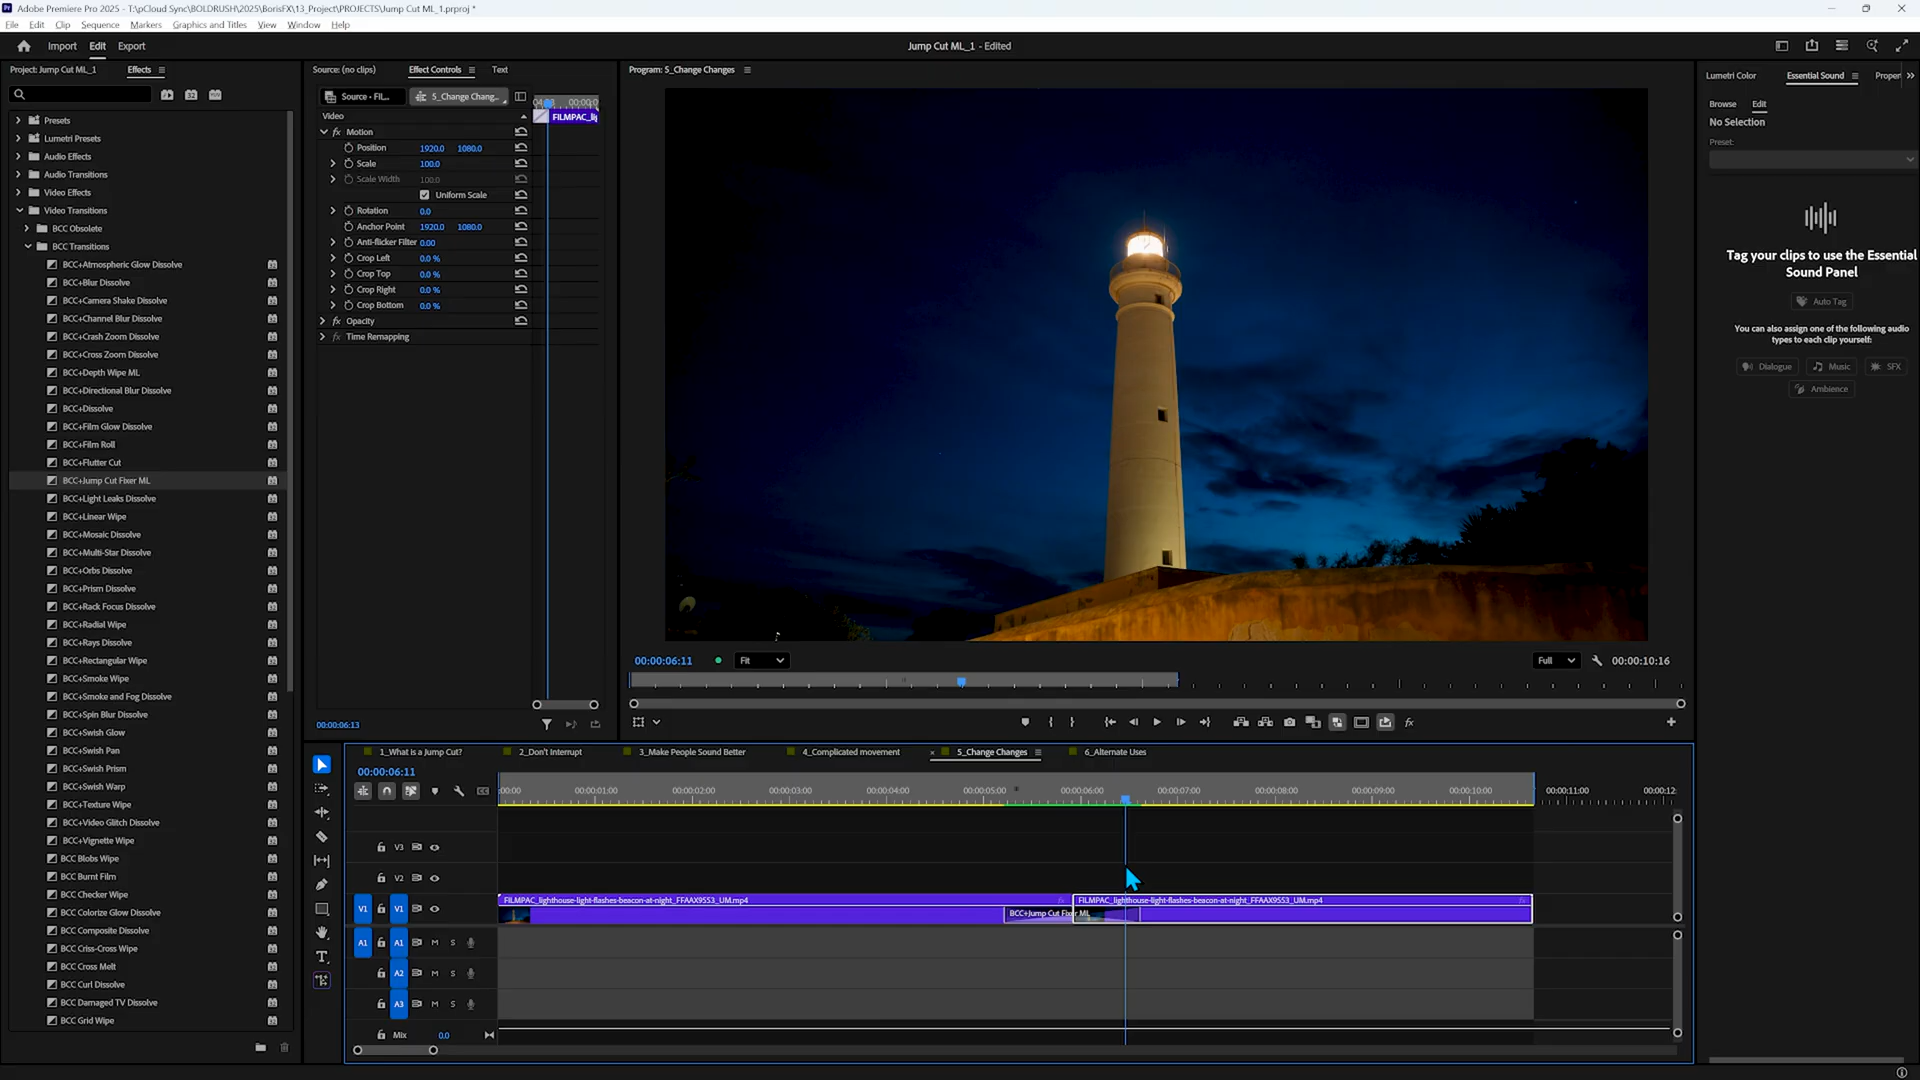 Adobe Premiere Pro 2025 - T:\pCloud Sync\BOLDRUSH\2025\BorisFX\13_Project\PROJECTS\Jump Cut ML_1.prproj *
File Edit Clip Sequence Markers Graphics and Titles View Window Help
Import Edit Export
Jump Cut ML_1 - Edited
Project: Jump Cut ML_1 Effects
Presets
Lumetri Presets
Audio Effects
Audio Transitions
Video Effects
Video Transitions
BCC Obsolete
BCC Transitions
BCC+Atmospheric Glow Dissolve
BCC+Blur Dissolve
BCC+Camera Shake Dissolve
BCC+Channel Blur Dissolve
BCC+Crash Zoom Dissolve
BCC+Cross Zoom Dissolve
BCC+Depth Wipe ML
BCC+Directional Blur Dissolve
BCC+Dissolve
BCC+Film Glow Dissolve
BCC+Film Roll
BCC+Flutter Cut
BCC+Jump Cut Fixer ML
BCC+Light Leaks Dissolve
BCC+Linear Wipe
BCC+Mosaic Dissolve
BCC+Multi-Star Dissolve
BCC+Orbs Dissolve
BCC+Prism Dissolve
BCC+Rack Focus Dissolve
BCC+Radial Wipe
BCC+Rays Dissolve
BCC+Rectangular Wipe
BCC+Smoke Wipe
BCC+Smoke and Fog Dissolve
BCC+Spin Blur Dissolve
BCC+Swish Glow
BCC+Swish Pan
BCC+Swish Prism
BCC+Swish Warp
BCC+Texture Wipe
BCC+Video Glitch Dissolve
BCC+Vignette Wipe
BCC Blobs Wipe
BCC Burnt Film
BCC Checker Wipe
BCC Colorize Glow Dissolve
BCC Composite Dissolve
BCC Criss-Cross Wipe
BCC Cross Melt
BCC Curl Dissolve
BCC Damaged TV Dissolve
BCC Grid Wipe
Source: (no clips) Effect Controls Text
Source · FIL... 5_Change Chang...
00:00:0
Video
FILMPAC_lig
fx Motion
Position 1920.0 1080.0
Scale 100.0
Scale Width 100.0
Uniform Scale
Rotation 0.0
Anchor Point 1920.0 1080.0
Anti-flicker Filter 0.00
Crop Left 0.0 %
Crop Top 0.0 %
Crop Right 0.0 %
Crop Bottom 0.0 %
fx Opacity
fx Time Remapping
00:00:06:13
Program: 5_Change Changes
00:00:06:11 Fit Full 00:00:10:16
fx
Lumetri Color Essential Sound Proper
Browse Edit
No Selection
Preset:
Tag your clips to use the Essential
Sound Panel
Auto Tag
You can also assign one of the following audio
types to each clip yourself:
Dialogue Music SFX
Ambience
1_What is a Jump Cut? 2_Don't Interrupt 3_Make People Sound Better 4_Complicated movement × 5_Change Changes 6_Alternate Uses
00:00:06:11
:00:00 00:00:01:00 00:00:02:00 00:00:03:00 00:00:04:00 00:00:05:00 00:00:06:00 00:00:07:00 00:00:08:00 00:00:09:00 00:00:10:00 00:00:11:00 00:00:12:
V3
V2
V1 V1
FILMPAC_lighthouse-light-flashes-beacon-at-night_FFAAX9553_UM.mp4 fx
FILMPAC_lighthouse-light-flashes-beacon-at-night_FFAAX9553_UM.mp4 fx
BCC+Jump Cut Fixer ML
A1 A1 M S
A2 M S
A3 M S
Mix 0.0